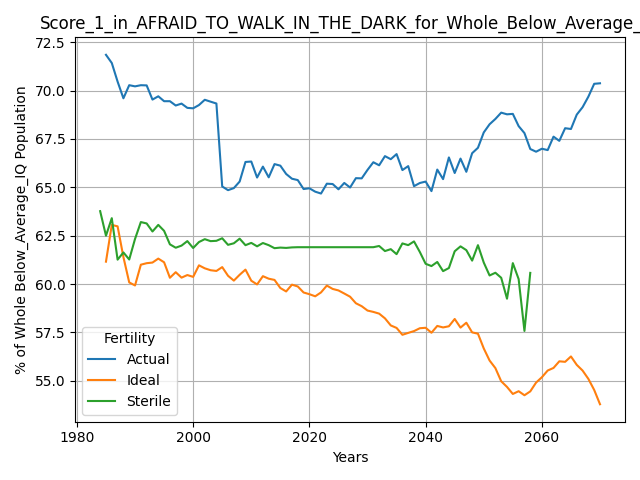 Score_1_in_AFRAID_TO_WALK_IN_THE_DARK_for_Whole_Below_Average_
72.5
70.0
67.5
65.0
62.5
60.0
57.5
55.0
% of Whole Below_Average_IQ Population
Fertility
Actual
Ideal
Sterile
1980
2000
2020
2040
2060
Years